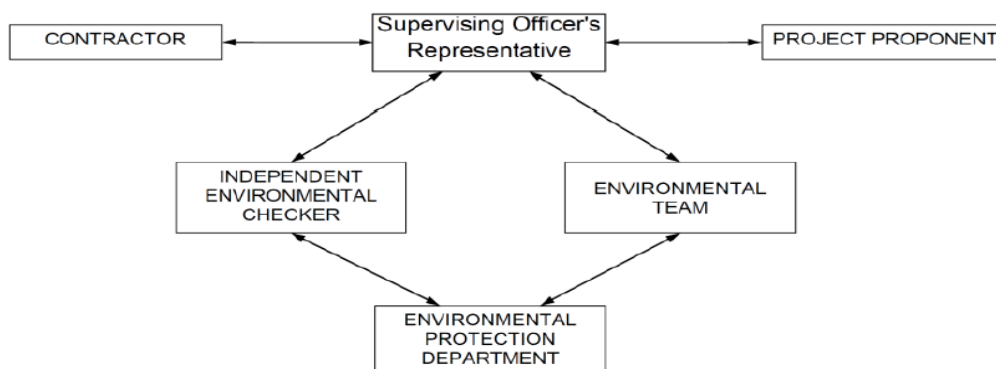 CONTRACTOR
Supervising Officer's
Representative
PROJECT PROPONENT
INDEPENDENT
ENVIRONMENTAL
CHECKER
ENVIRONMENTAL
TEAM
ENVIRONMENTAL
PROTECTION
DEPARTMENT